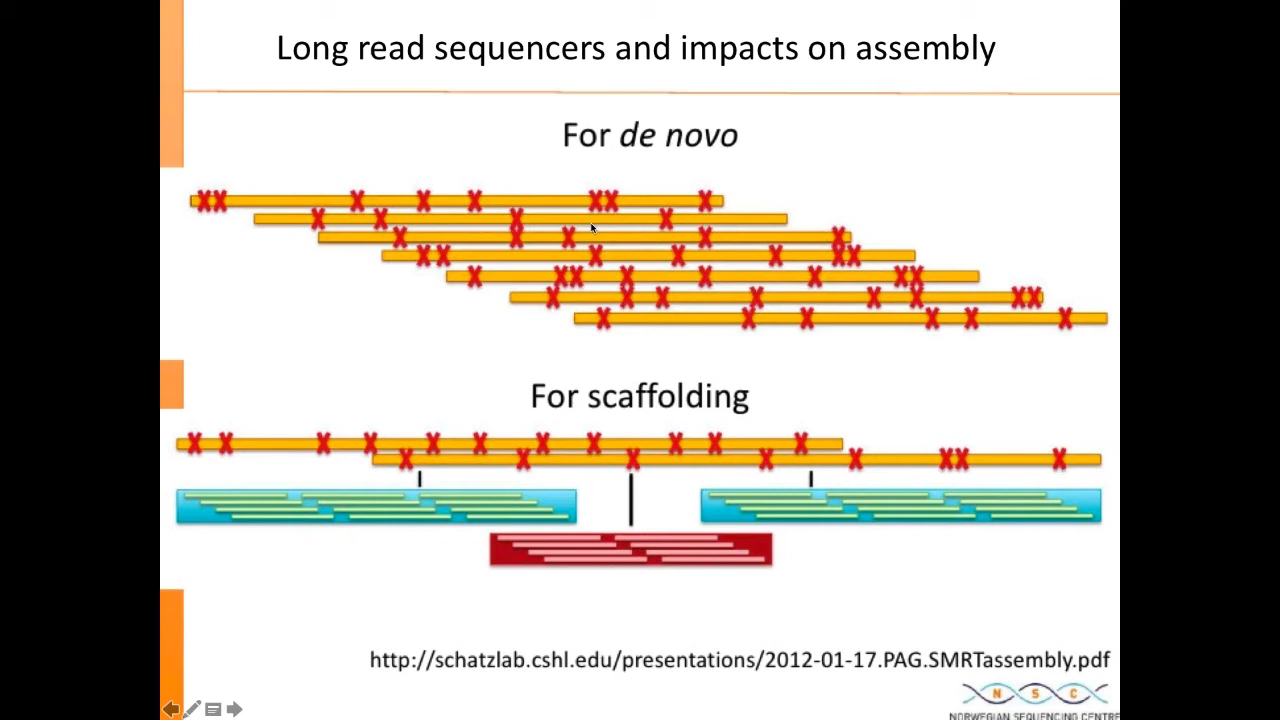 Long read sequencers and impacts on assembly
For de novo
For scaffolding
http://schatzlab.cshl.edu/presentations/2012-01-17.PAG.SMRTassembly.pdf
N S C
NORWEGIAN SEQUENCING CENTRE